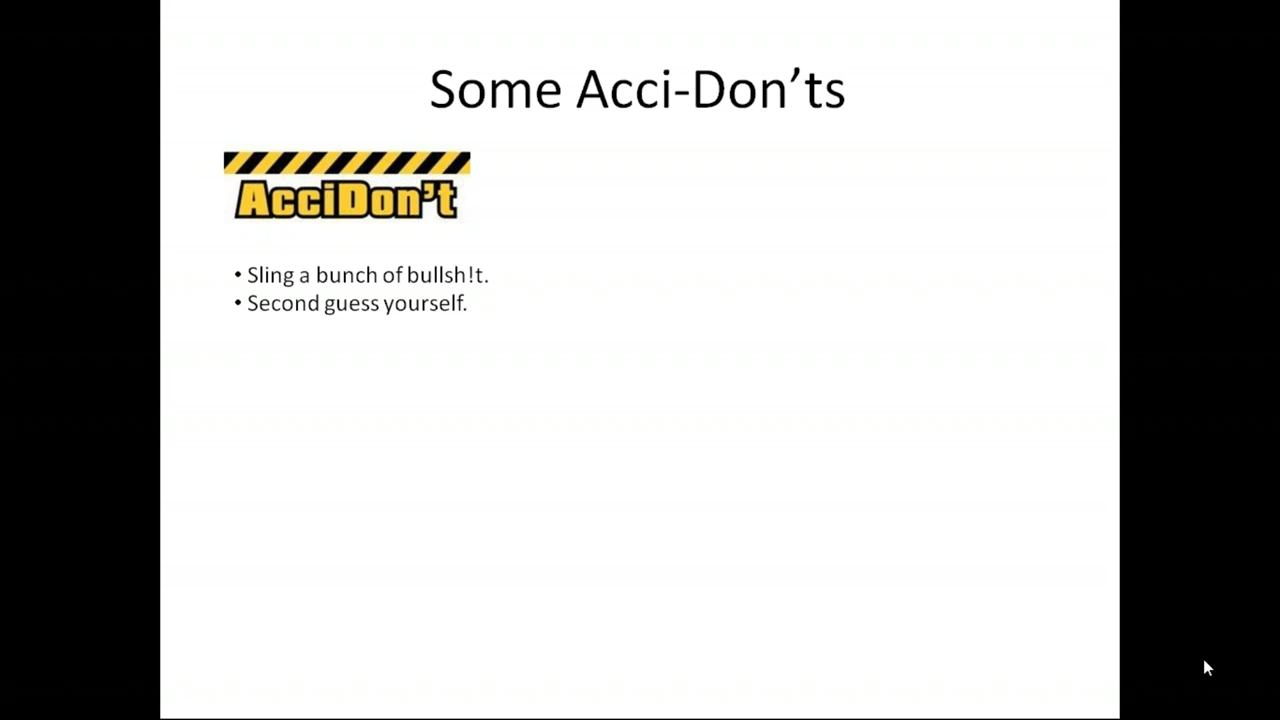 Some Acci-Don’ts
AcciDon’t
• Sling a bunch of bullsh!t.
• Second guess yourself.